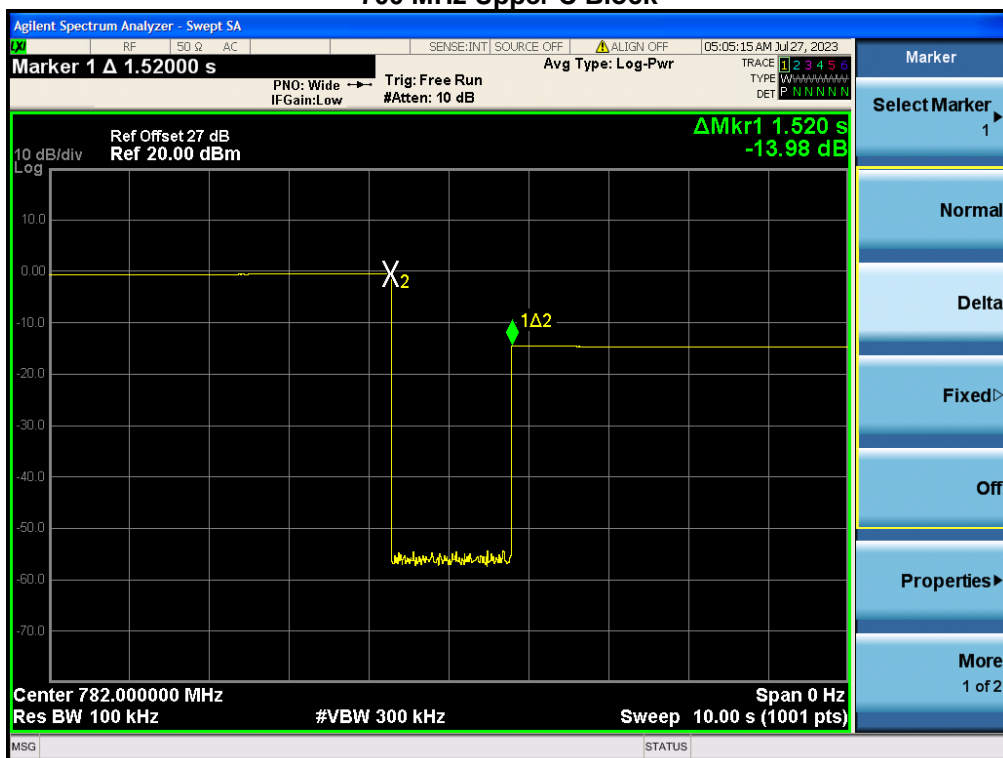 700 MHz Upper C Block
Agilent Spectrum Analyzer - Swept SA
LXI RF 50 Ω AC SENSE:INT SOURCE OFF ALIGN OFF 05:05:15 AM Jul 27, 2023
Marker 1 Δ 1.52000 s
PNO: Wide
IFGain:Low
Trig: Free Run
#Atten: 10 dB
Avg Type: Log-Pwr
TRACE 1 2 3 4 5 6
TYPE W
DET P N N N N N
ΔMkr1 1.520 s
-13.98 dB
Ref Offset 27 dB
10 dB/div Ref 20.00 dBm
Log
10.0
0.00
-10.0
-20.0
-30.0
-40.0
-50.0
-60.0
-70.0
X2
1Δ2
Center 782.000000 MHz Span 0 Hz
Res BW 100 kHz #VBW 300 kHz Sweep 10.00 s (1001 pts)
MSG STATUS
Marker
Select Marker
1
Normal
Delta
Fixed
Off
Properties
More
1 of 2